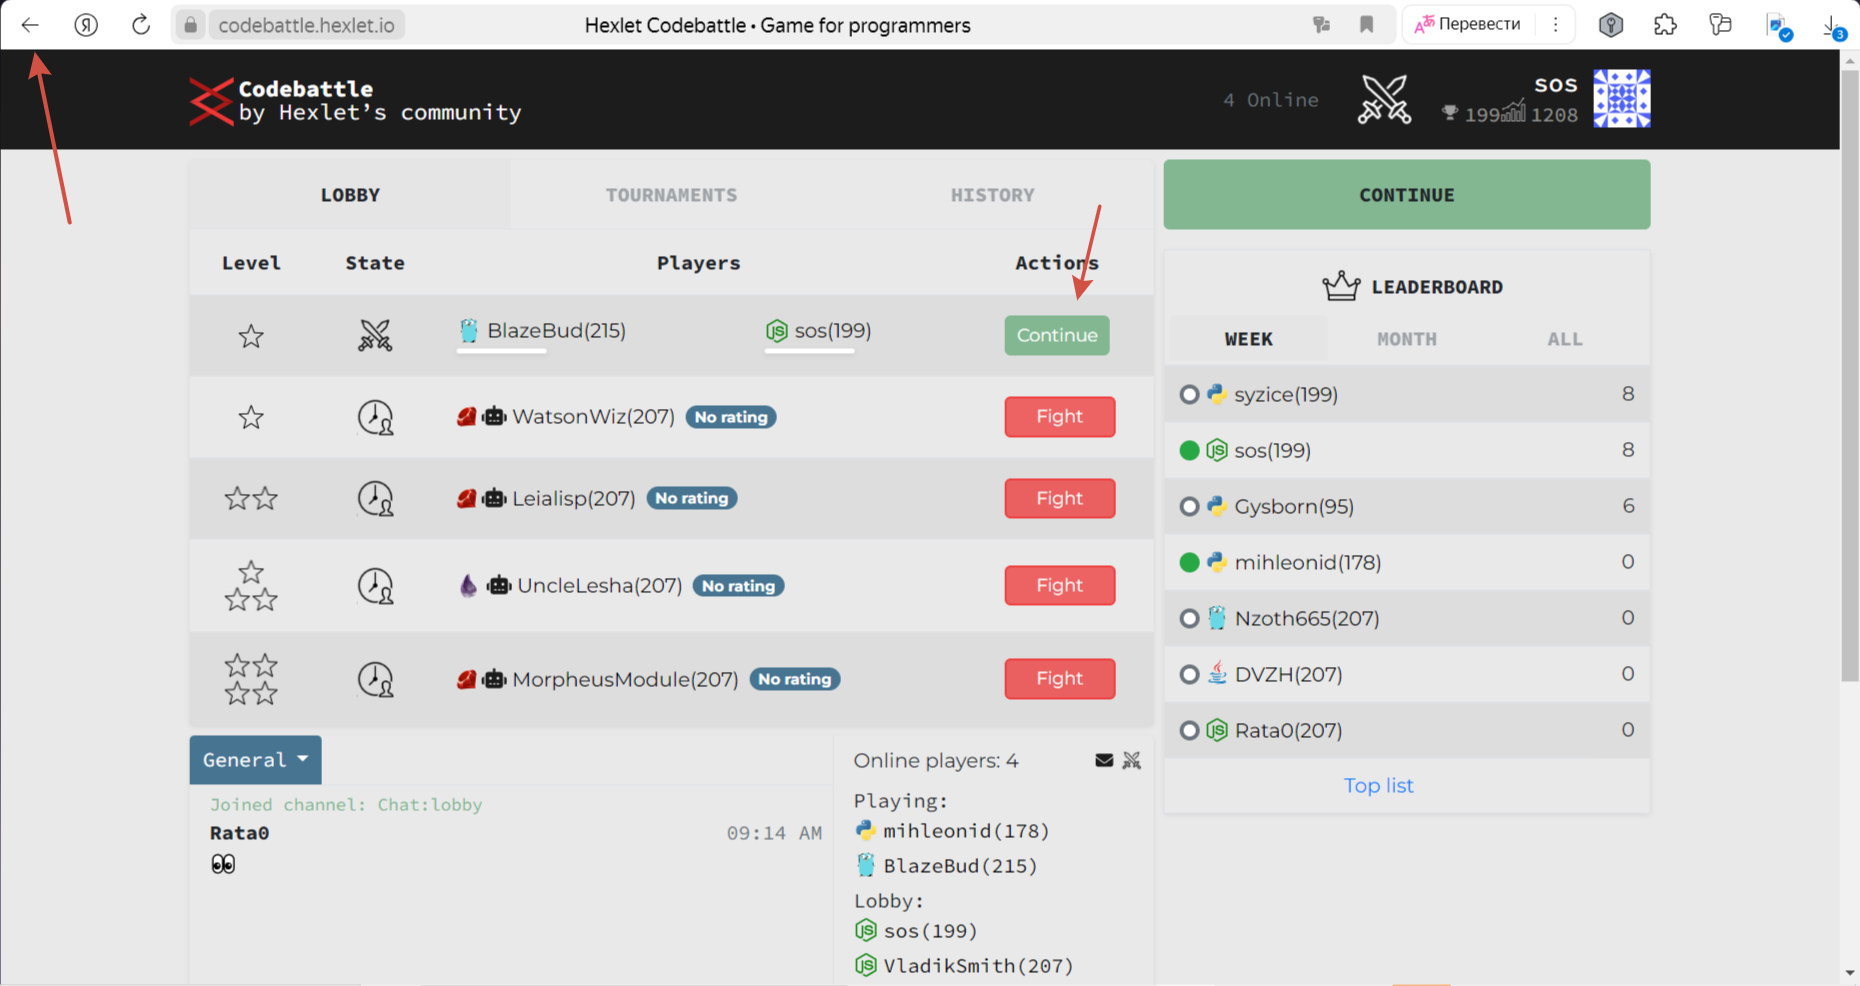 codebattle.hexlet.io
Hexlet Codebattle • Game for programmers
Перевести
3
Codebattle
by Hexlet’s community
4 Online
sos
199
1208
LOBBY
TOURNAMENTS
HISTORY
CONTINUE
Level
State
Players
Actions
BlazeBud(215)
sos(199)
Continue
WatsonWiz(207)
No rating
Fight
Leialisp(207)
No rating
Fight
UncleLesha(207)
No rating
Fight
MorpheusModule(207)
No rating
Fight
LEADERBOARD
WEEK
MONTH
ALL
syzice(199)
8
sos(199)
8
Gysborn(95)
6
mihleonid(178)
0
Nzoth665(207)
0
DVZH(207)
0
Rata0(207)
0
Top list
General
Joined channel: Chat:lobby
Rata0
09:14 AM
👀
Online players: 4
Playing:
mihleonid(178)
BlazeBud(215)
Lobby:
sos(199)
VladikSmith(207)